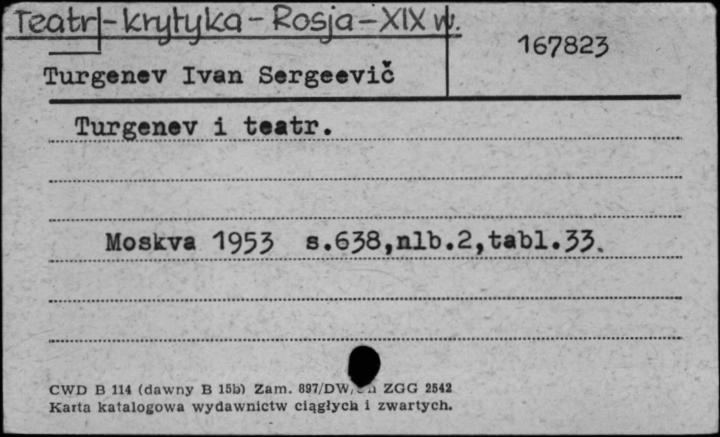 Teatr - krytyka - Rosja - XIX w.
167823
Turgenev Ivan Sergeevič
Turgenev i teatr.
Moskva 1953 s.638,nlb.2,tabl.33.
CWD B 114 (dawny B 15b) Zam. 897/DW/ ZGG 2542
Karta katalogowa wydawnictw ciągłych i zwartych.